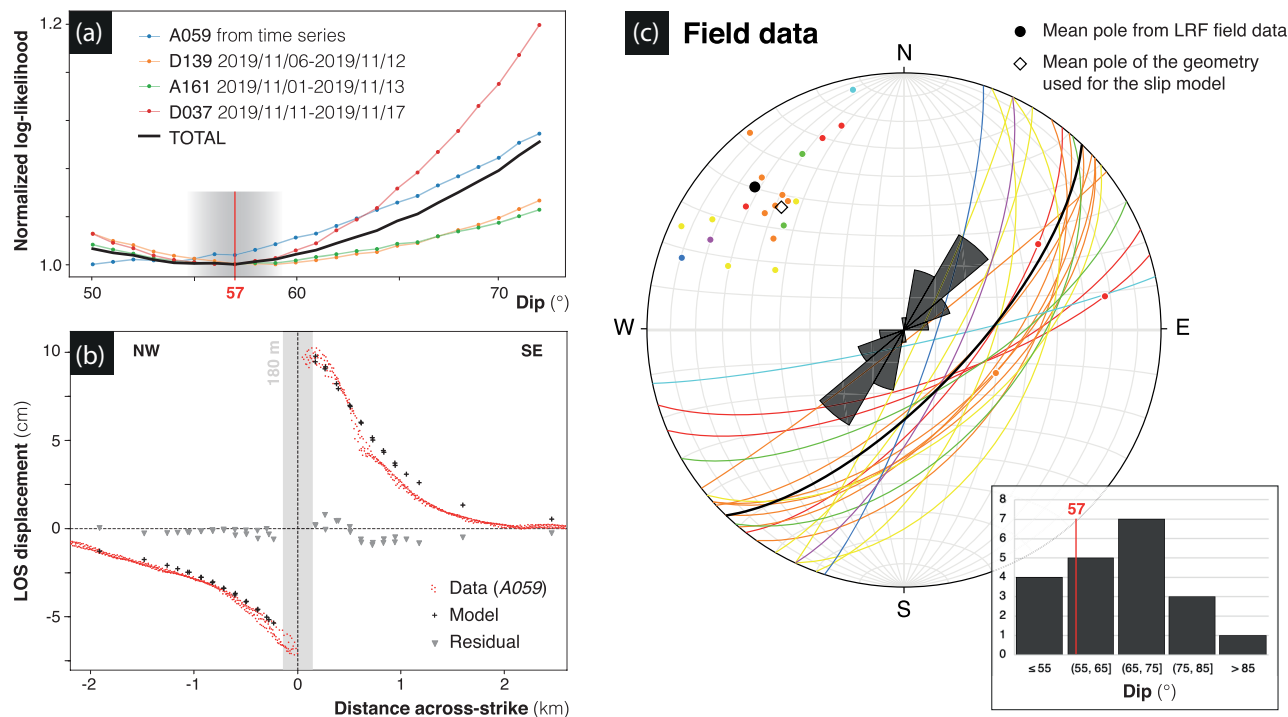 (a)
1.2
1.1
1.0
Normalized log-likelihood
A059 from time series
D139 2019/11/06-2019/11/12
A161 2019/11/01-2019/11/13
D037 2019/11/11-2019/11/17
TOTAL
50 57 60 70
Dip (°)
(b)
NW
SE
180 m
10
5
0
-5
LOS displacement (cm)
Data (A059)
Model
Residual
-2 -1 0 1 2
Distance across-strike (km)
(c) Field data
Mean pole from LRF field data
Mean pole of the geometry
used for the slip model
N
W
E
S
8
7
6
5
4
3
2
1
0
57
≤ 55 (55, 65] (65, 75] (75, 85] > 85
Dip (°)